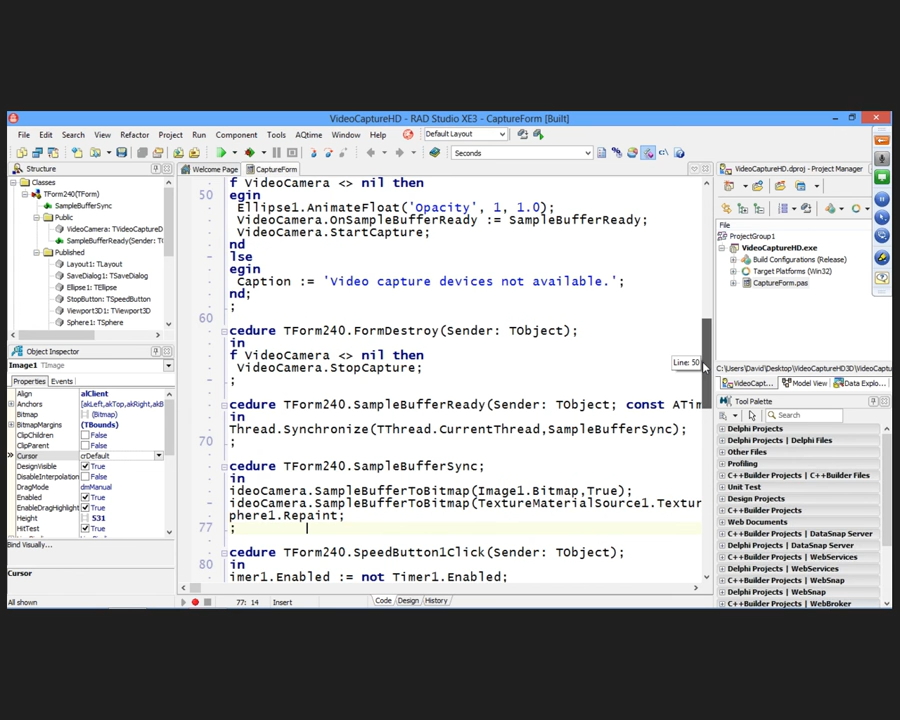 VideoCaptureHD - RAD Studio XE3 - CaptureForm [Built]
File Edit Search View Refactor Project Run Component Tools AQtime Window Help Default Layout
Seconds
Structure
Classes
TForm240(TForm)
SampleBufferSync
Public
VideoCamera: TVideoCaptureD
SampleBufferReady(Sender: TO
Published
Layout1: TLayout
SaveDialog1: TSaveDialog
Ellipse1: TEllipse
StopButton: TSpeedButton
Viewport3D1: TViewport3D
Sphere1: TSphere
Object Inspector
Image1 TImage
Properties Events
Align alClient
Anchors [akLeft,akTop,akRight,akB
Bitmap (Bitmap)
BitmapMargins (TBounds)
ClipChildren False
ClipParent False
Cursor crDefault
DesignVisible True
DisableInterpolation False
DragMode dmManual
Enabled True
EnableDragHighlight True
Height 531
HitTest True
Bind Visually...
Cursor
All shown
Welcome Page CaptureForm
f VideoCamera <> nil then
50 egin
Ellipse1.AnimateFloat('Opacity', 1, 1.0);
VideoCamera.OnSampleBufferReady := SampleBufferReady;
VideoCamera.StartCapture;
nd
lse
egin
Caption := 'Video capture devices not available.';
nd;
;
60
cedure TForm240.FormDestroy(Sender: TObject);
in
f VideoCamera <> nil then
VideoCamera.StopCapture;
;
cedure TForm240.SampleBufferReady(Sender: TObject; const ATim
in
Thread.Synchronize(TThread.CurrentThread,SampleBufferSync);
70 ;
cedure TForm240.SampleBufferSync;
in
ideoCamera.SampleBufferToBitmap(Image1.Bitmap,True);
ideoCamera.SampleBufferToBitmap(TextureMaterialSource1.Textur
phere1.Repaint;
77 ;
cedure TForm240.SpeedButton1Click(Sender: TObject);
80 in
imer1.Enabled := not Timer1.Enabled;
Line: 50
77: 14 Insert Code Design History
VideoCaptureHD.dproj - Project Manager
File
ProjectGroup1
VideoCaptureHD.exe
Build Configurations (Release)
Target Platforms (Win32)
CaptureForm.pas
C:\Users\David\Desktop\VideoCaptureHD3D\VideoCaptu
VideoCapt... Model View Data Explo...
Tool Palette
Search
Delphi Projects
Delphi Projects | Delphi Files
Other Files
Profiling
C++Builder Projects | C++Builder Files
Unit Test
Design Projects
C++Builder Projects
Web Documents
Delphi Projects | DataSnap Server
C++Builder Projects | DataSnap Server
Delphi Projects | WebServices
C++Builder Projects | WebServices
Delphi Projects | WebSnap
C++Builder Projects | WebSnap
C++Builder Projects | WebBroker